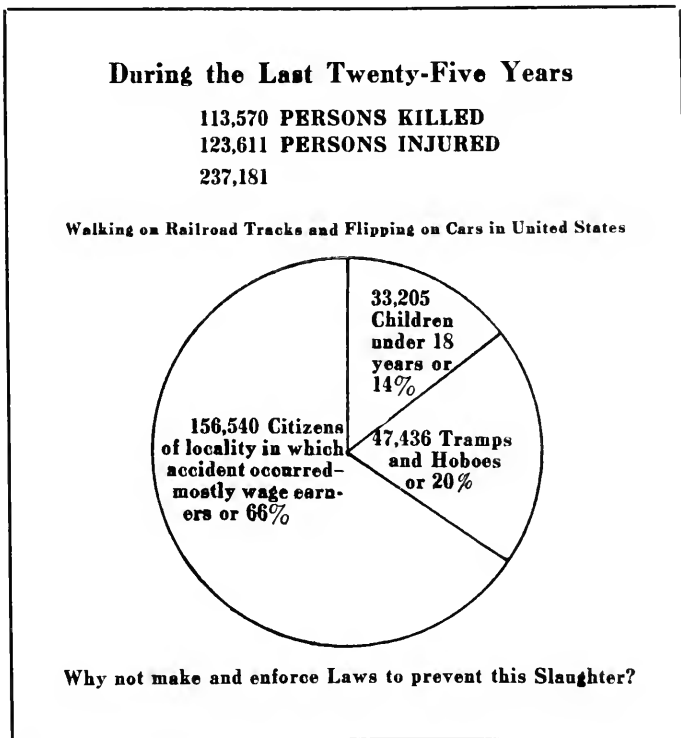 During the Last Twenty-Five Years
113,570 PERSONS KILLED
123,611 PERSONS INJURED
237,181
Walking on Railroad Tracks and Flipping on Cars in United States
33,205
Children
under 18
years or
14%
47,436 Tramps
and Hoboes
or 20%
156,540 Citizens
of locality in which
accident occurred-
mostly wage earn-
ers or 66%
Why not make and enforce Laws to prevent this Slaughter?